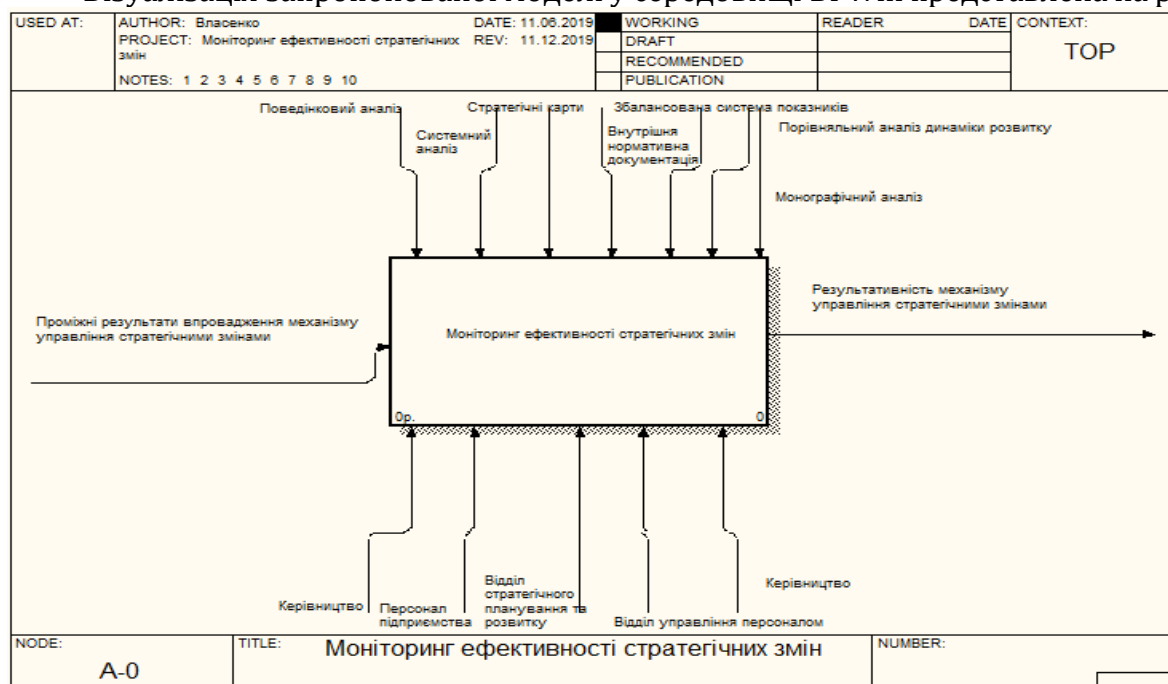 USED AT:
AUTHOR: Власенко
DATE: 11.06.2019
PROJECT: Моніторинг ефективності стратегічних
змін
REV: 11.12.2019
NOTES: 1 2 3 4 5 6 7 8 9 10
WORKING
DRAFT
RECOMMENDED
PUBLICATION
READER
DATE
CONTEXT:
TOP
Поведінковий аналіз
Системний
аналіз
Стратегічні карти
Збалансована система показників
Внутрішня
нормативна
документація
Порівняльний аналіз динаміки розвитку
Монографічний аналіз
Проміжні результати впровадження механізму
управління стратегічними змінами
Моніторинг ефективності стратегічних змін
0р.
0
Результативність механізму
управління стратегічними змінами
Керівництво
Персонал
підприємства
Відділ
стратегічного
планування та
розвитку
Відділ управління персоналом
Керівництво
NODE:
A-0
TITLE:
Моніторинг ефективності стратегічних змін
NUMBER: